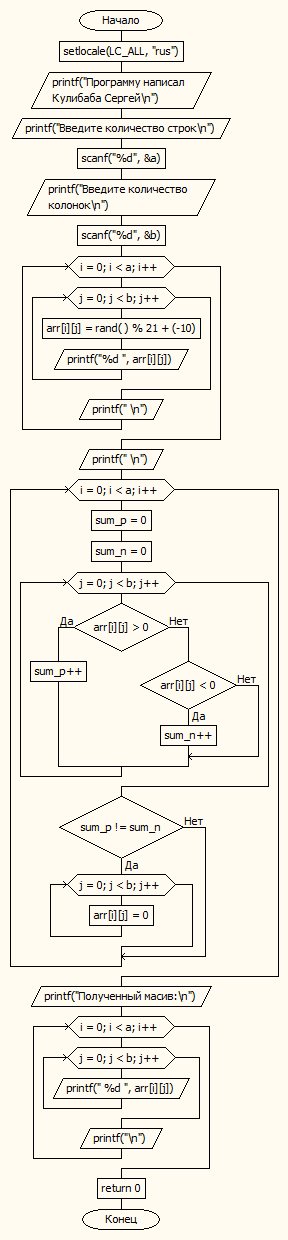 Начало
setlocale(LC_ALL, "rus")
printf("Программу написал
Кулибаба Сергей\n")
printf("Введите количество строк\n")
scanf("%d", &a)
printf("Введите количество
колонок\n")
scanf("%d", &b)
i = 0; i < a; i++
j = 0; j < b; j++
arr[i][j] = rand( ) % 21 + (-10)
printf("%d ", arr[i][j])
printf(" \n")
printf(" \n")
i = 0; i < a; i++
sum_p = 0
sum_n = 0
j = 0; j < b; j++
Да
Нет
arr[i][j] > 0
sum_p++
Нет
arr[i][j] < 0
Да
sum_n++
Нет
sum_p != sum_n
Да
j = 0; j < b; j++
arr[i][j] = 0
printf("Полученный масив:\n")
i = 0; i < a; i++
j = 0; j < b; j++
printf(" %d ", arr[i][j])
printf("\n")
return 0
Конец